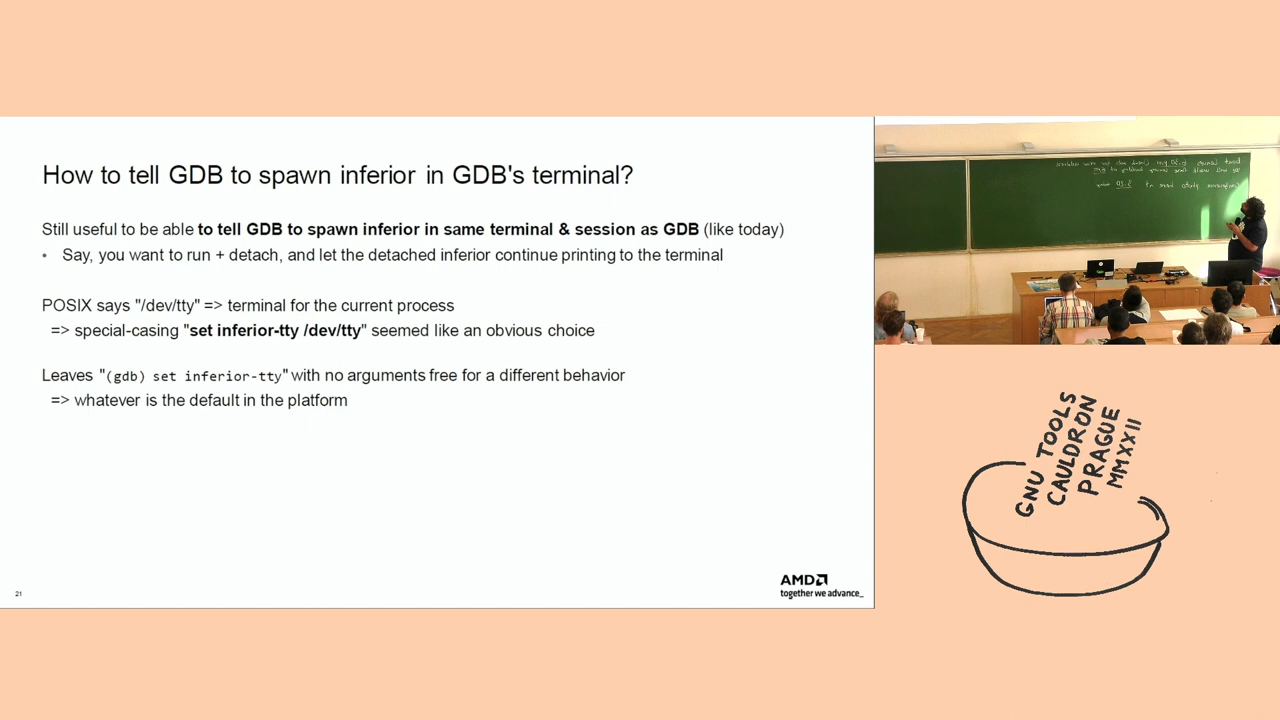 How to tell GDB to spawn inferior in GDB's terminal?
Still useful to be able to tell GDB to spawn inferior in same terminal & session as GDB (like today)
• Say, you want to run + detach, and let the detached inferior continue printing to the terminal
POSIX says "/dev/tty" => terminal for the current process
=> special-casing "set inferior-tty /dev/tty" seemed like an obvious choice
Leaves "(gdb) set inferior-tty" with no arguments free for a different behavior
=> whatever is the default in the platform
21
AMD
together we advance_
GNU TOOLS
CAULDRON
PRAGUE
MMXXII